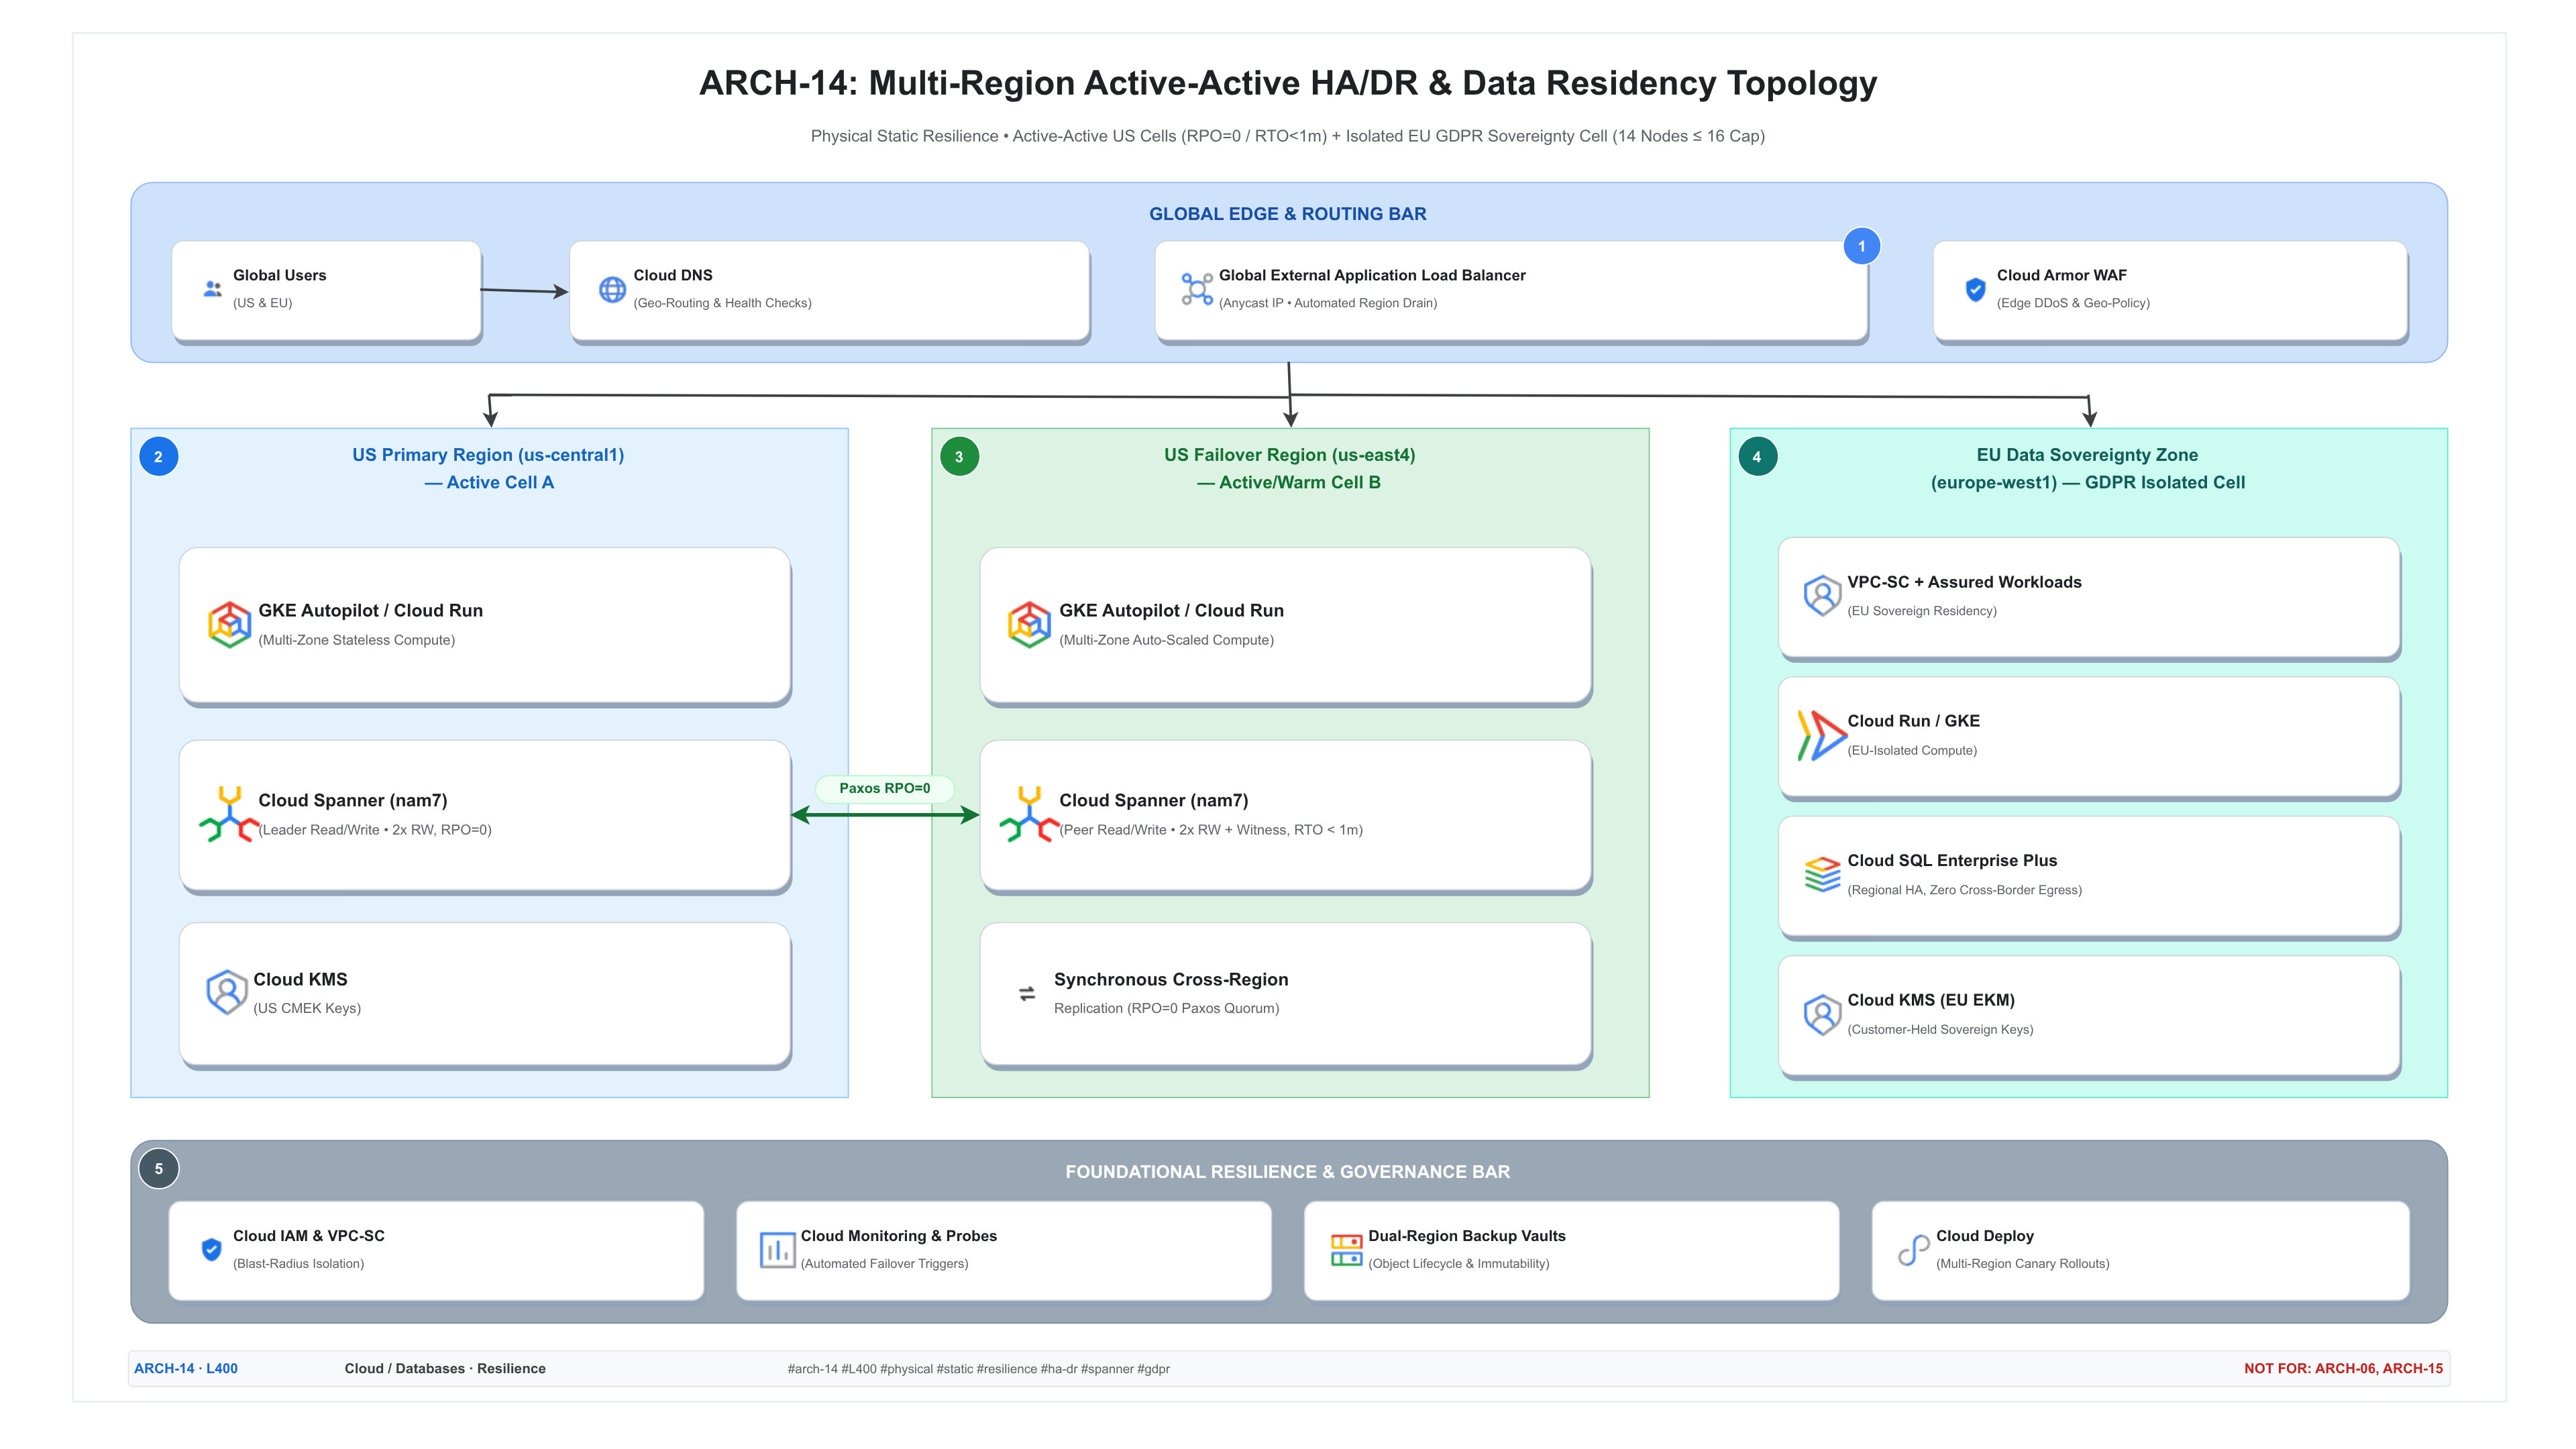 ARCH-14: Multi-Region Active-Active HA/DR & Data Residency Topology
Physical Static Resilience • Active-Active US Cells (RPO=0 / RTO<1m) + Isolated EU GDPR Sovereignty Cell (14 Nodes ≤ 16 Cap)
GLOBAL EDGE & ROUTING BAR
Global Users
(US & EU)
Cloud DNS
(Geo-Routing & Health Checks)
1
Global External Application Load Balancer
(Anycast IP • Automated Region Drain)
Cloud Armor WAF
(Edge DDoS & Geo-Policy)
2
US Primary Region (us-central1)
— Active Cell A
GKE Autopilot / Cloud Run
(Multi-Zone Stateless Compute)
Cloud Spanner (nam7)
(Leader Read/Write • 2x RW, RPO=0)
Cloud KMS
(US CMEK Keys)
Paxos RPO=0
3
US Failover Region (us-east4)
— Active/Warm Cell B
GKE Autopilot / Cloud Run
(Multi-Zone Auto-Scaled Compute)
Cloud Spanner (nam7)
(Peer Read/Write • 2x RW + Witness, RTO < 1m)
Synchronous Cross-Region
Replication (RPO=0 Paxos Quorum)
4
EU Data Sovereignty Zone
(europe-west1) — GDPR Isolated Cell
VPC-SC + Assured Workloads
(EU Sovereign Residency)
Cloud Run / GKE
(EU-Isolated Compute)
Cloud SQL Enterprise Plus
(Regional HA, Zero Cross-Border Egress)
Cloud KMS (EU EKM)
(Customer-Held Sovereign Keys)
5
FOUNDATIONAL RESILIENCE & GOVERNANCE BAR
Cloud IAM & VPC-SC
(Blast-Radius Isolation)
Cloud Monitoring & Probes
(Automated Failover Triggers)
Dual-Region Backup Vaults
(Object Lifecycle & Immutability)
Cloud Deploy
(Multi-Region Canary Rollouts)
ARCH-14 · L400
Cloud / Databases · Resilience
#arch-14 #L400 #physical #static #resilience #ha-dr #spanner #gdpr
NOT FOR: ARCH-06, ARCH-15